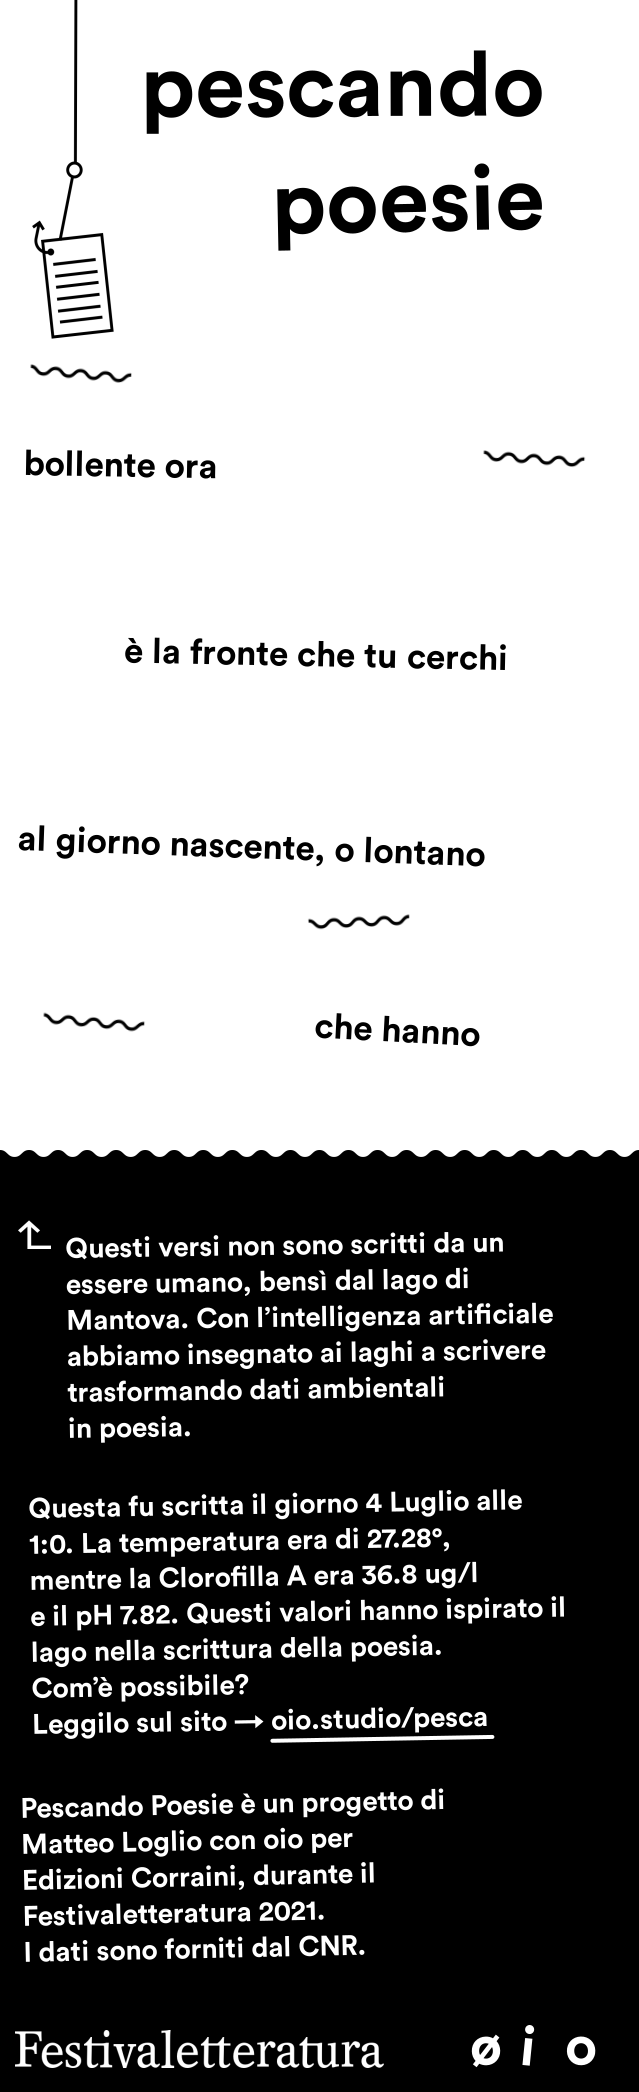 pescando
poesie
bollente ora
è la fronte che tu cerchi
al giorno nascente, o lontano
che hanno
Questi versi non sono scritti da un
essere umano, bensì dal lago di
Mantova. Con l’intelligenza artificiale
abbiamo insegnato ai laghi a scrivere
trasformando dati ambientali
in poesia.
Questa fu scritta il giorno 4 Luglio alle
1:0. La temperatura era di 27.28°,
mentre la Clorofilla A era 36.8 ug/l
e il pH 7.82. Questi valori hanno ispirato il
lago nella scrittura della poesia.
Com’è possibile?
Leggilo sul sito → oio.studio/pesca
Pescando Poesie è un progetto di
Matteo Loglio con oio per
Edizioni Corraini, durante il
Festivaletteratura 2021.
I dati sono forniti dal CNR.
Festivaletteratura øio